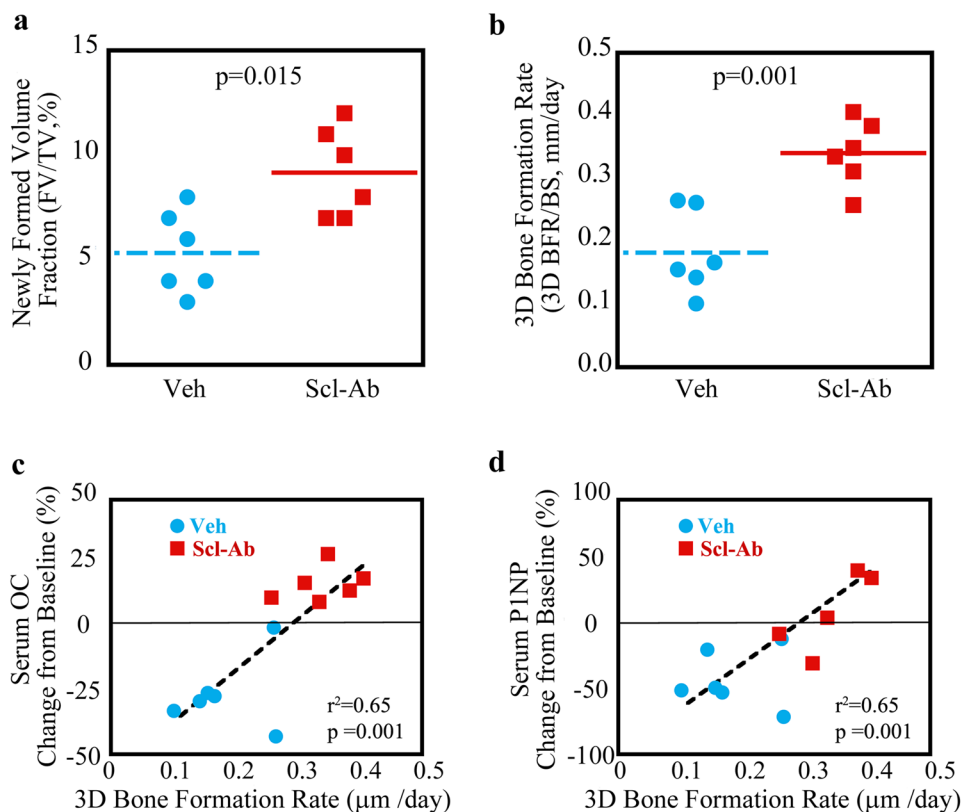 a
Newly Formed Volume
Fraction (FV/TV,%)
15
10
5
0
p=0.015
Veh
Scl-Ab
b
3D Bone Formation Rate
(3D BFR/BS, mm/day)
0.5
0.4
0.3
0.2
0.1
0.0
p=0.001
Veh
Scl-Ab
c
Serum OC
Change from Baseline (%)
50
25
0
-25
-50
Veh
Scl-Ab
r²=0.65
p =0.001
0 0.1 0.2 0.3 0.4 0.5
3D Bone Formation Rate (µm /day)
d
Serum P1NP
Change from Baseline (%)
100
50
0
-50
-100
Veh
Scl-Ab
r²=0.65
p =0.001
0 0.1 0.2 0.3 0.4 0.5
3D Bone Formation Rate (µm /day)